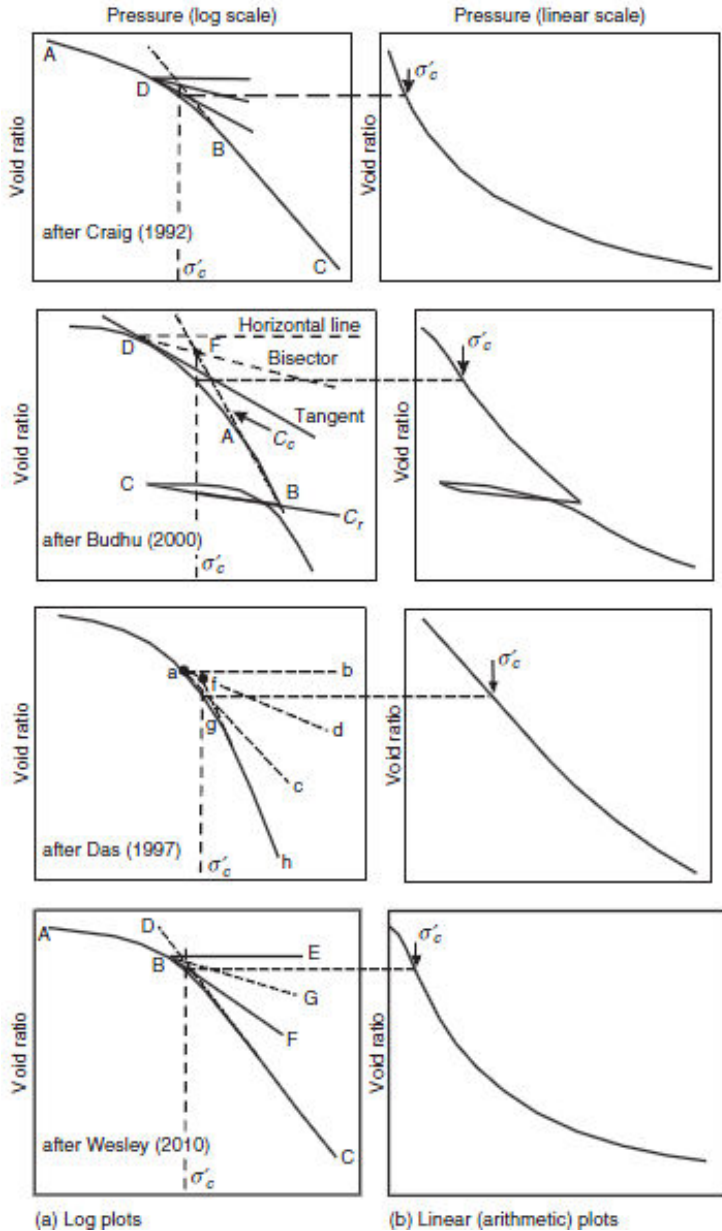 Pressure (log scale)
Pressure (linear scale)
A
D
B
C
Void ratio
after Craig (1992)
σ′c
Void ratio
σ′c
Horizontal line
D
F
Bisector
Tangent
A
Cc
C
B
Cr
Void ratio
after Budhu (2000)
σ′c
Void ratio
σ′c
a
b
f
d
g
c
h
Void ratio
after Das (1997)
σ′c
Void ratio
σ′c
A
D
B
E
G
F
C
Void ratio
after Wesley (2010)
σ′c
Void ratio
σ′c
(a) Log plots
(b) Linear (arithmetic) plots